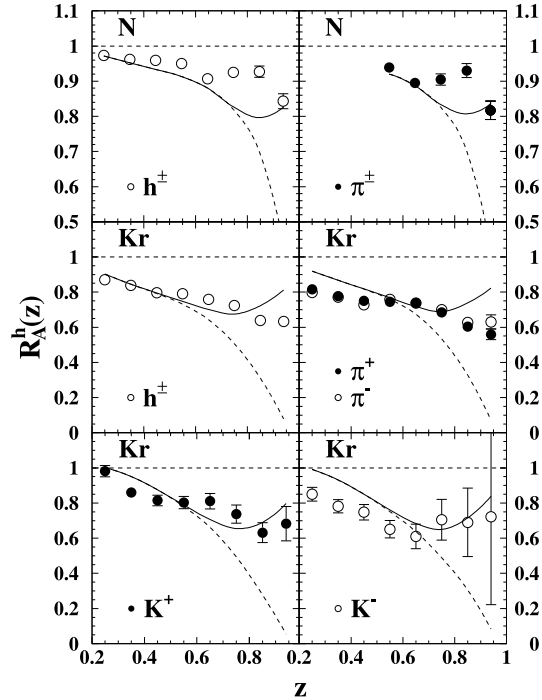 1.1 N 1.1
1 1
0.9 0.9
0.8 0.8
0.7 0.7
0.6 h± π± 0.6
0.5 0.5
Kr Kr
1 1
0.8 0.8
0.6 0.6
0.4 π+ 0.4
0.2 h± π- 0.2
0 0
Kr Kr
1 1
0.8 0.8
0.6 0.6
0.4 0.4
0.2 K+ K- 0.2
0 0
0.2 0.4 0.6 0.8 0.2 0.4 0.6 0.8 1
z
R_A^h(z)